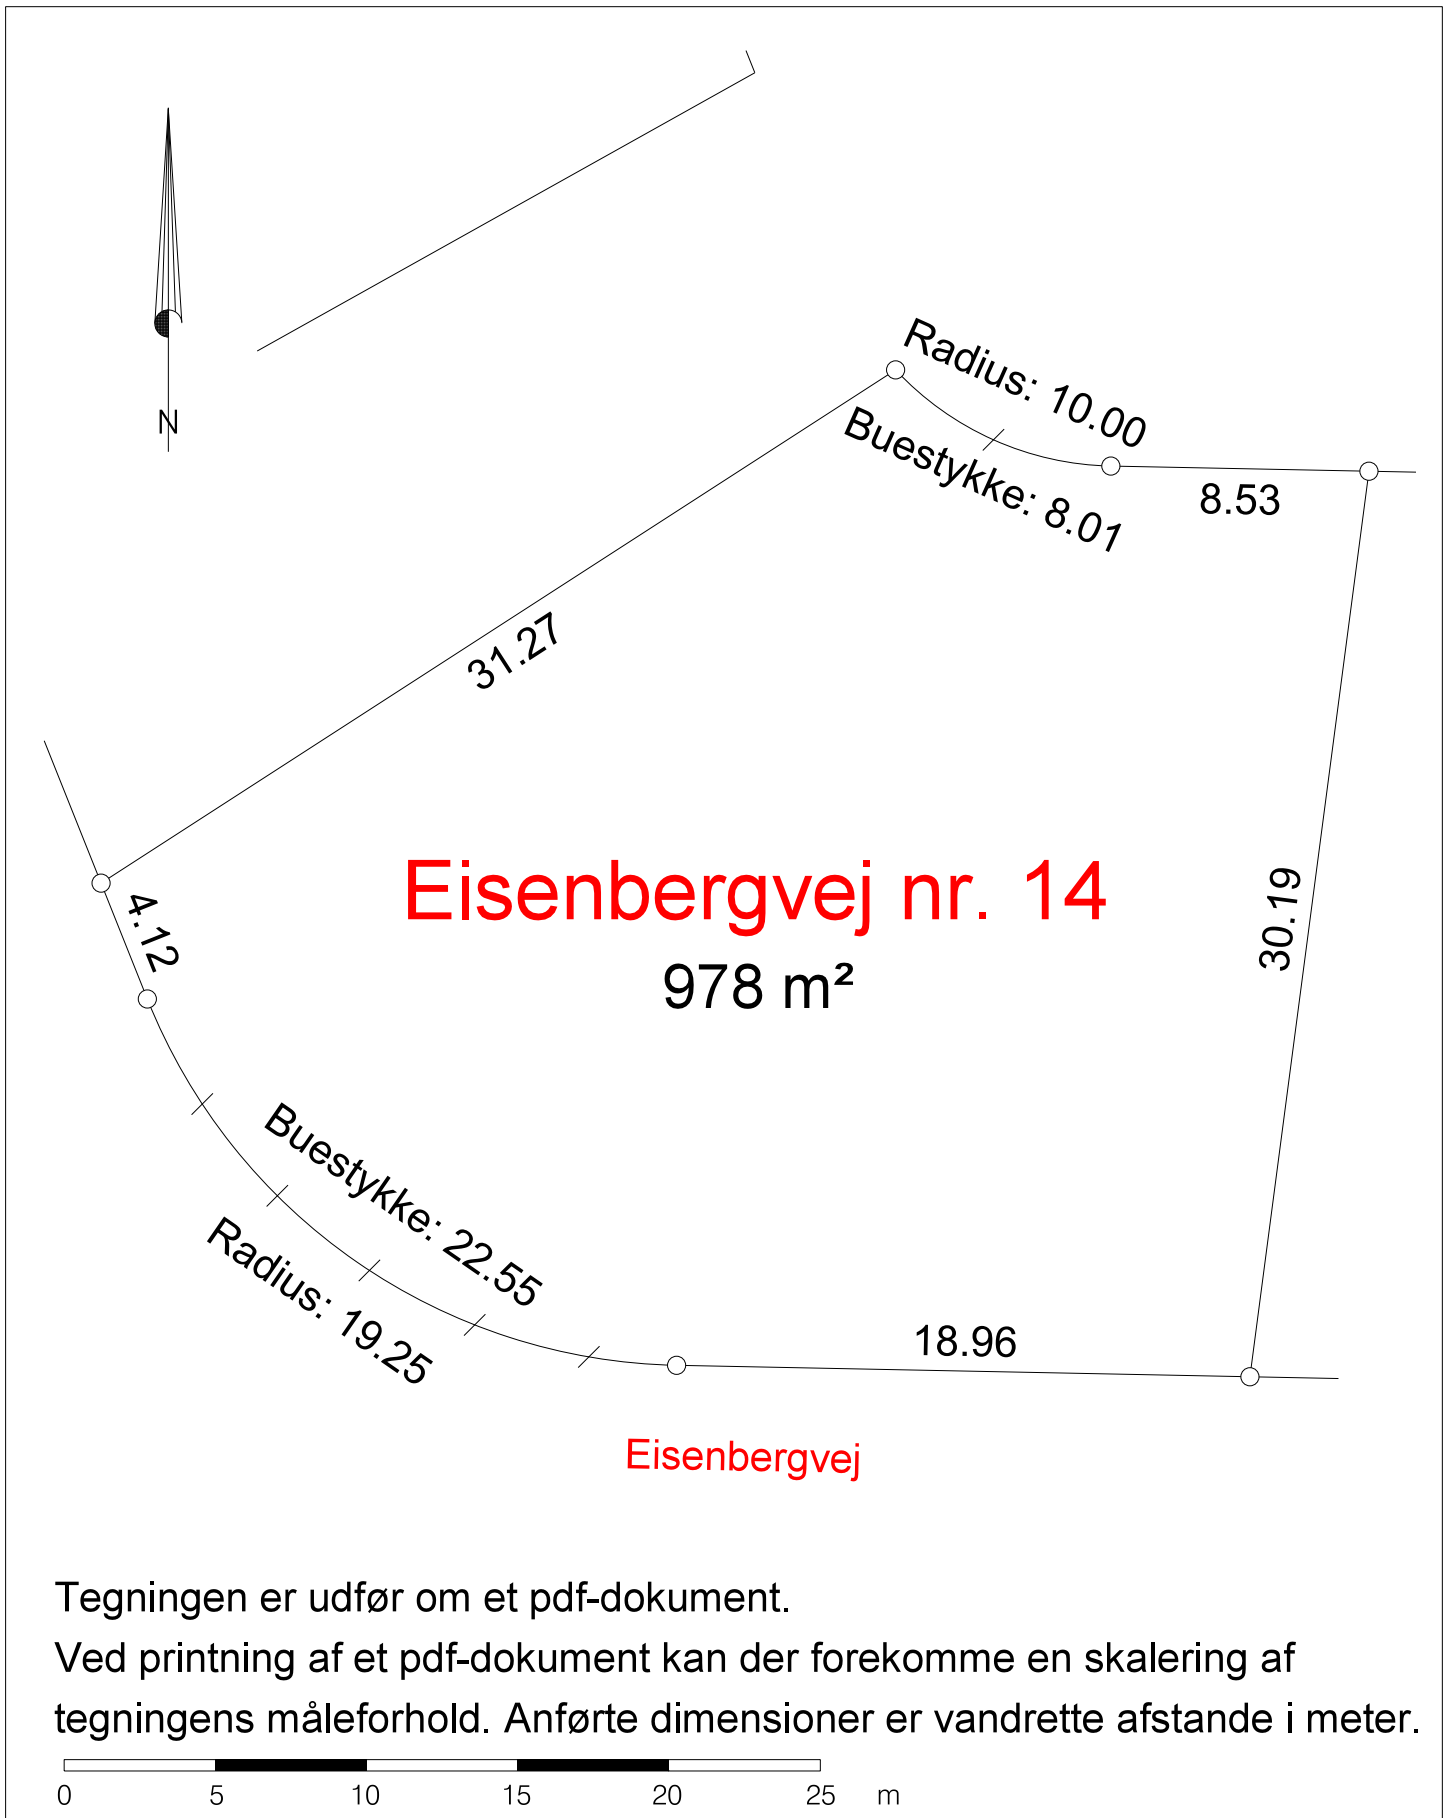 N
Radius: 10.00
Buestykke: 8.01
8.53
31.27
4.12
Eisenbergvej nr. 14
978 m²
30.19
Buestykke: 22.55
Radius: 19.25
18.96
Eisenbergvej
Tegningen er udfør om et pdf-dokument.
Ved printning af et pdf-dokument kan der forekomme en skalering af
tegningens måleforhold. Anførte dimensioner er vandrette afstande i meter.
0 5 10 15 20 25 m